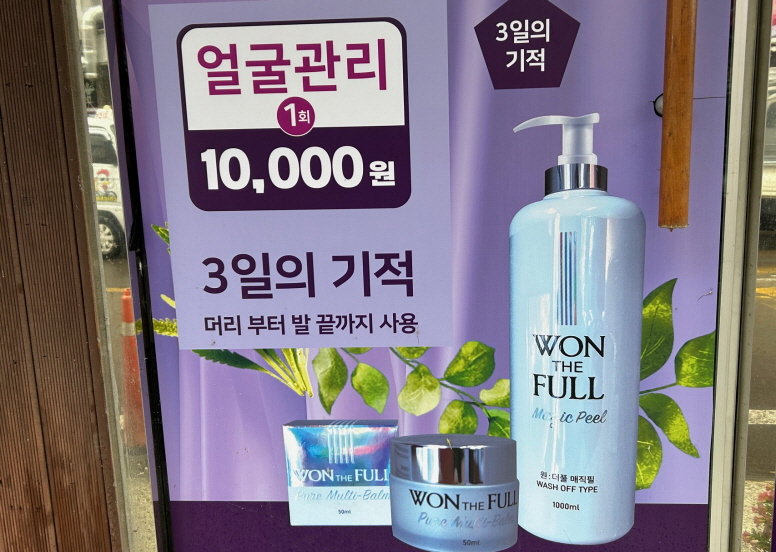 얼굴관리
1회
10,000원
3일의 기적
머리 부터 발 끝까지 사용
3일의
기적
WON
THE
FULL
Magic Peel
원:더풀 매직필
WASH OFF TYPE
1000ml
WON THE FULL
Pure Multi-Balm
50ml
WON THE FULL
Pure Multi-Balm
50ml